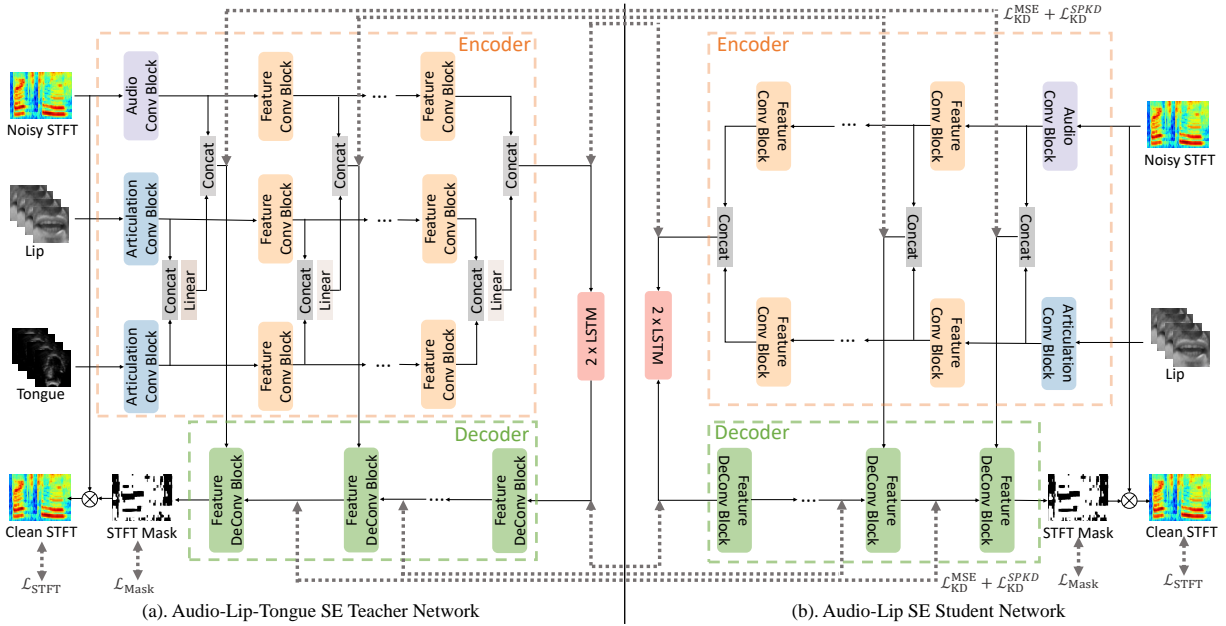 Encoder
Noisy STFT
Audio
Conv Block
Feature
Conv Block
...
Feature
Conv Block
Concat
Concat
Concat
Lip
Articulation
Conv Block
Feature
Conv Block
...
Feature
Conv Block
Concat
Linear
Concat
Linear
Concat
Linear
Tongue
Articulation
Conv Block
Feature
Conv Block
...
Feature
Conv Block
2 x LSTM
Decoder
Feature
DeConv Block
Feature
DeConv Block
...
Feature
DeConv Block
Clean STFT
STFT Mask
ℒ_STFT
ℒ_Mask
(a). Audio-Lip-Tongue SE Teacher Network
ℒ_KD^MSE + ℒ_KD^SPKD
Encoder
Feature
Conv Block
...
Feature
Conv Block
Audio
Conv Block
Noisy STFT
Concat
Concat
Concat
2 x LSTM
Feature
Conv Block
...
Feature
Conv Block
Articulation
Conv Block
Lip
Decoder
Feature
DeConv Block
...
Feature
DeConv Block
Feature
DeConv Block
STFT Mask
Clean STFT
ℒ_KD^MSE + ℒ_KD^SPKD
ℒ_Mask
ℒ_STFT
(b). Audio-Lip SE Student Network